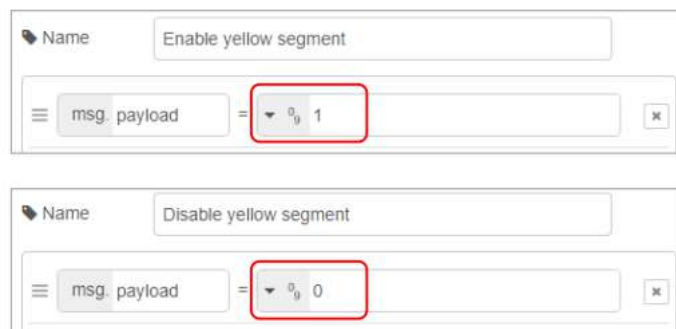 Name Enable yellow segment
msg. payload = 0 9 1
Name Disable yellow segment
msg. payload = 0 9 0